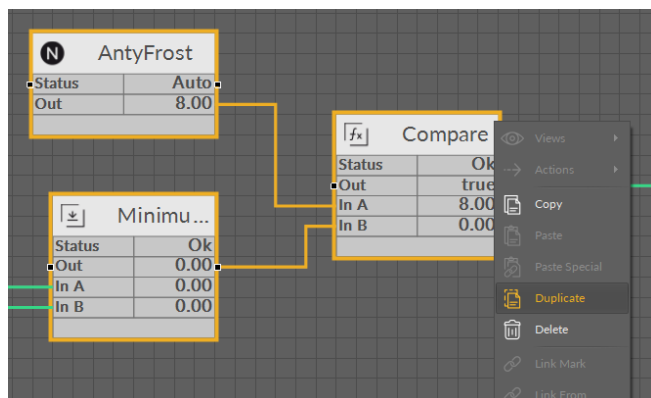 N AntyFrost
Status Auto
Out 8.00
fx Compare
Status Ok
Out true
In A 8.00
In B 0.00
Minimu...
Status Ok
Out 0.00
In A 0.00
In B 0.00
Views
Actions
Copy
Paste
Paste Special
Duplicate
Delete
Link Mark
Link From